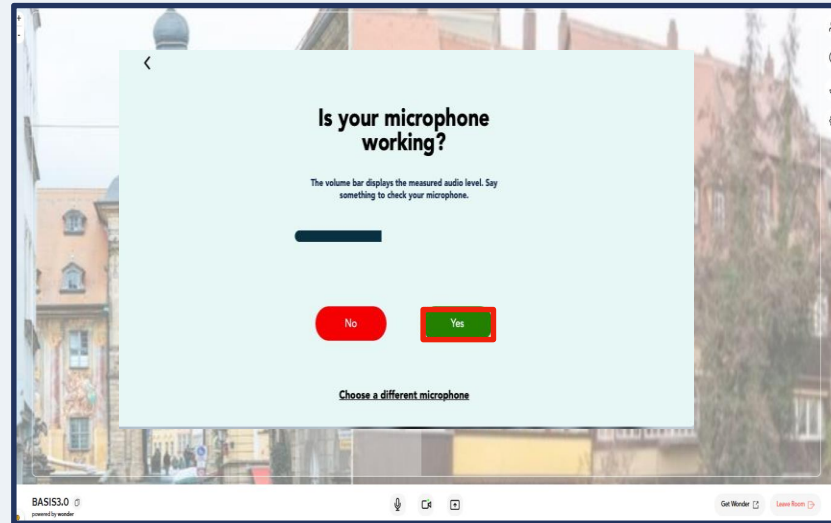 +
-
Is your microphone
working?
The volume bar displays the measured audio level. Say
something to check your microphone.
No
Yes
Choose a different microphone
BASIS3.0
powered by wonder
Get Wonder
Leave Room